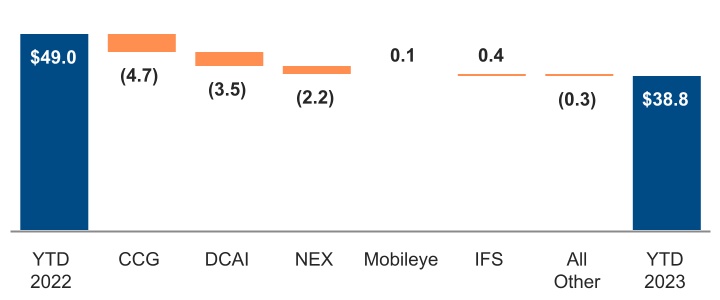 $49.0
(4.7)
(3.5)
(2.2)
0.1
0.4
(0.3)
$38.8
YTD
2022
CCG
DCAI
NEX
Mobileye
IFS
All
Other
YTD
2023